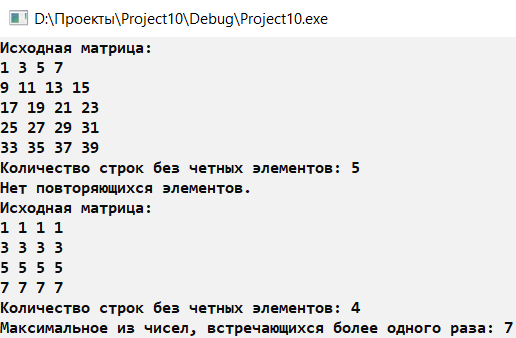 D:\Проекты\Project10\Debug\Project10.exe
Исходная матрица:
1 3 5 7
9 11 13 15
17 19 21 23
25 27 29 31
33 35 37 39
Количество строк без четных элементов: 5
Нет повторяющихся элементов.
Исходная матрица:
1 1 1 1
3 3 3 3
5 5 5 5
7 7 7 7
Количество строк без четных элементов: 4
Максимальное из чисел, встречающихся более одного раза: 7